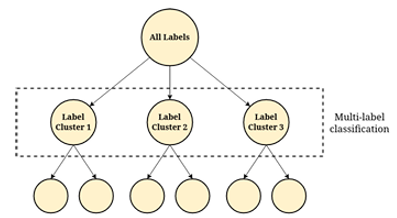 All Labels
Label
Cluster 1
Label
Cluster 2
Label
Cluster 3
Multi-label
classification